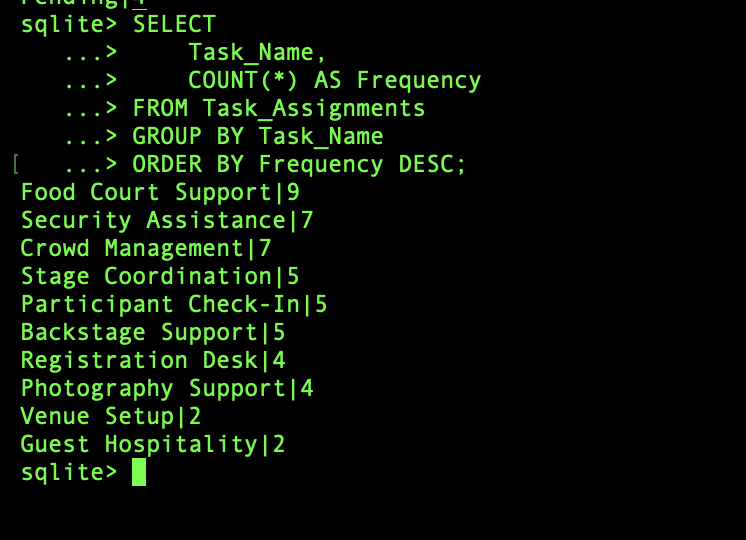 Pending|4
sqlite> SELECT
   ...>     Task_Name,
   ...>     COUNT(*) AS Frequency
   ...> FROM Task_Assignments
   ...> GROUP BY Task_Name
[   ...> ORDER BY Frequency DESC;
Food Court Support|9
Security Assistance|7
Crowd Management|7
Stage Coordination|5
Participant Check-In|5
Backstage Support|5
Registration Desk|4
Photography Support|4
Venue Setup|2
Guest Hospitality|2
sqlite>